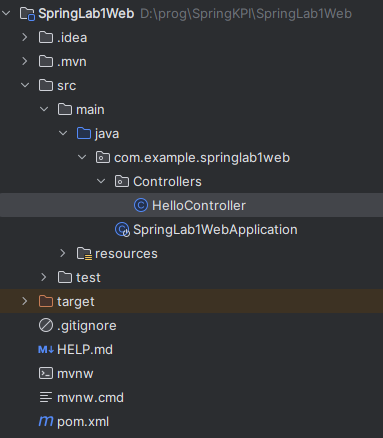 SpringLab1Web D:\prog\SpringKPI\SpringLab1Web
.idea
.mvn
src
main
java
com.example.springlab1web
Controllers
C HelloController
C SpringLab1WebApplication
resources
test
target
.gitignore
M↓ HELP.md
mvnw
mvnw.cmd
m pom.xml